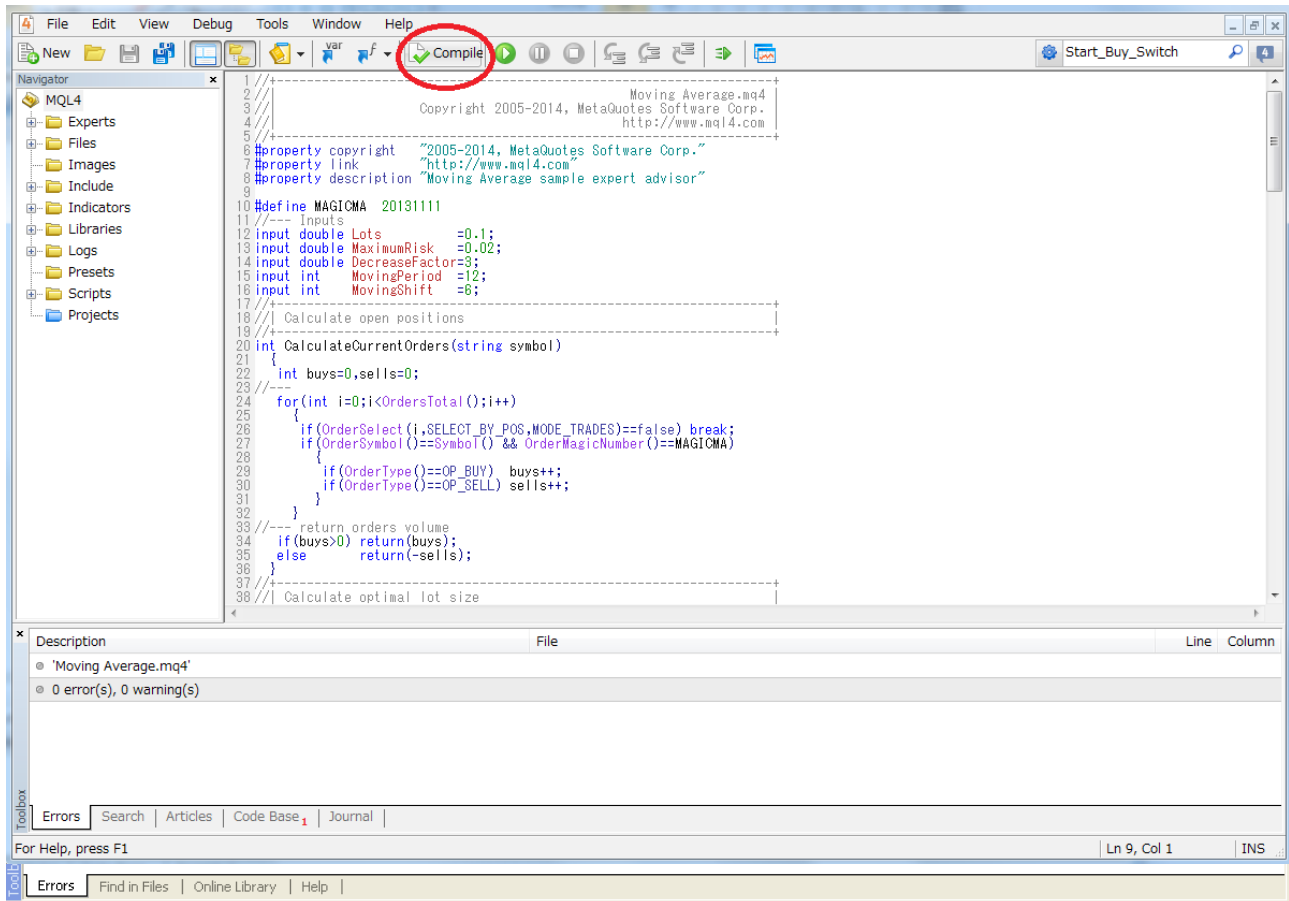 File Edit View Debug Tools Window Help
New var f Compile Start_Buy_Switch 4
Navigator
MQL4
Experts
Files
Images
Include
Indicators
Libraries
Logs
Presets
Scripts
Projects
1 //+------------------------------------------------------------------+
2 //| Moving Average.mq4 |
3 //| Copyright 2005-2014, MetaQuotes Software Corp. |
4 //| http://www.mql4.com |
5 //+------------------------------------------------------------------+
6 #property copyright "2005-2014, MetaQuotes Software Corp."
7 #property link "http://www.mql4.com"
8 #property description "Moving Average sample expert advisor"
9
10 #define MAGICMA 20131111
11 //--- Inputs
12 input double Lots =0.1;
13 input double MaximumRisk =0.02;
14 input double DecreaseFactor=3;
15 input int MovingPeriod =12;
16 input int MovingShift =6;
17 //+------------------------------------------------------------------+
18 //| Calculate open positions |
19 //+------------------------------------------------------------------+
20 int CalculateCurrentOrders(string symbol)
21 {
22 int buys=0,sells=0;
23 //---
24 for(int i=0;i<OrdersTotal();i++)
25 {
26 if(OrderSelect(i,SELECT_BY_POS,MODE_TRADES)==false) break;
27 if(OrderSymbol()==Symbol() && OrderMagicNumber()==MAGICMA)
28 {
29 if(OrderType()==OP_BUY) buys++;
30 if(OrderType()==OP_SELL) sells++;
31 }
32 }
33 //--- return orders volume
34 if(buys>0) return(buys);
35 else return(-sells);
36 }
37 //+------------------------------------------------------------------+
38 //| Calculate optimal lot size |
Description File Line Column
'Moving Average.mq4'
0 error(s), 0 warning(s)
Toolbox
Errors Search | Articles | Code Base 1 | Journal |
For Help, press F1 Ln 9, Col 1 INS
Toolb
Errors Find in Files | Online Library | Help |